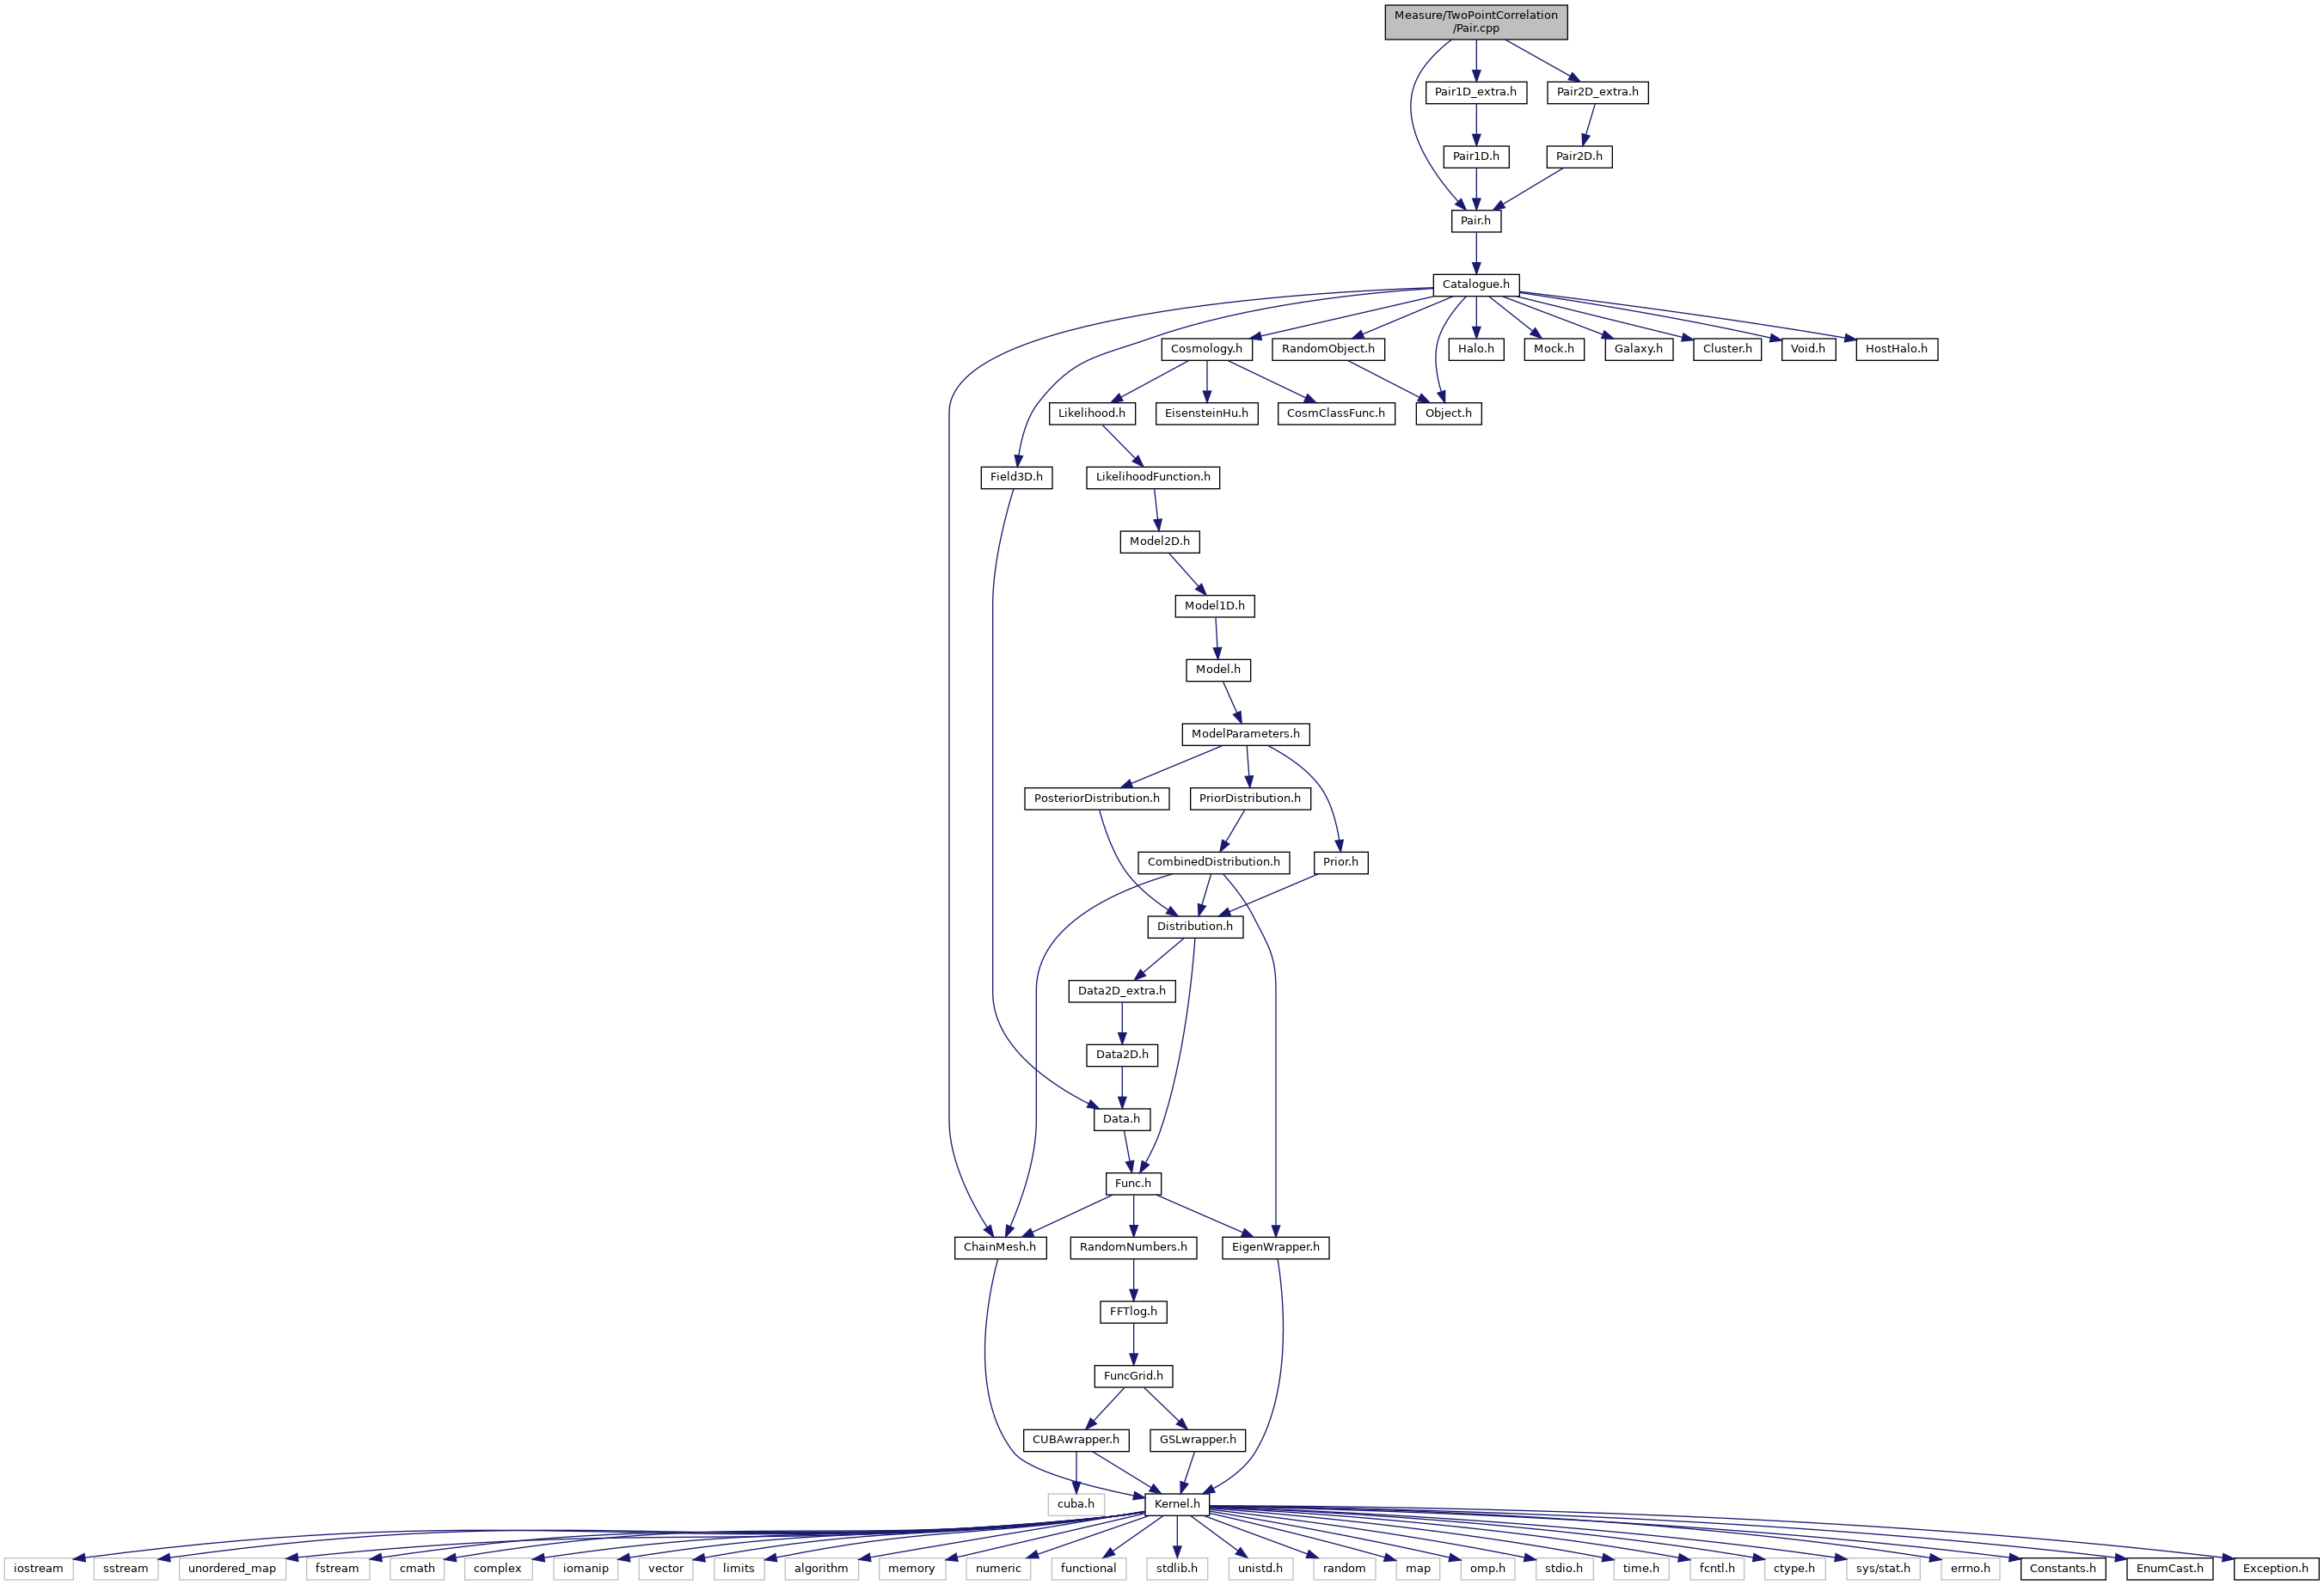 Measure/TwoPointCorrelation
/Pair.cpp
Pair1D_extra.h
Pair2D_extra.h
Pair1D.h
Pair2D.h
Pair.h
Catalogue.h
Cosmology.h
RandomObject.h
Halo.h
Mock.h
Galaxy.h
Cluster.h
Void.h
HostHalo.h
Likelihood.h
EisensteinHu.h
CosmClassFunc.h
Object.h
Field3D.h
LikelihoodFunction.h
Model2D.h
Model1D.h
Model.h
ModelParameters.h
PosteriorDistribution.h
PriorDistribution.h
CombinedDistribution.h
Prior.h
Distribution.h
Data2D_extra.h
Data2D.h
Data.h
Func.h
ChainMesh.h
RandomNumbers.h
EigenWrapper.h
FFTlog.h
FuncGrid.h
CUBAwrapper.h
GSLwrapper.h
cuba.h
Kernel.h
iostream
sstream
unordered_map
fstream
cmath
complex
iomanip
vector
limits
algorithm
memory
numeric
functional
stdlib.h
unistd.h
random
map
omp.h
stdio.h
time.h
fcntl.h
ctype.h
sys/stat.h
errno.h
Constants.h
EnumCast.h
Exception.h